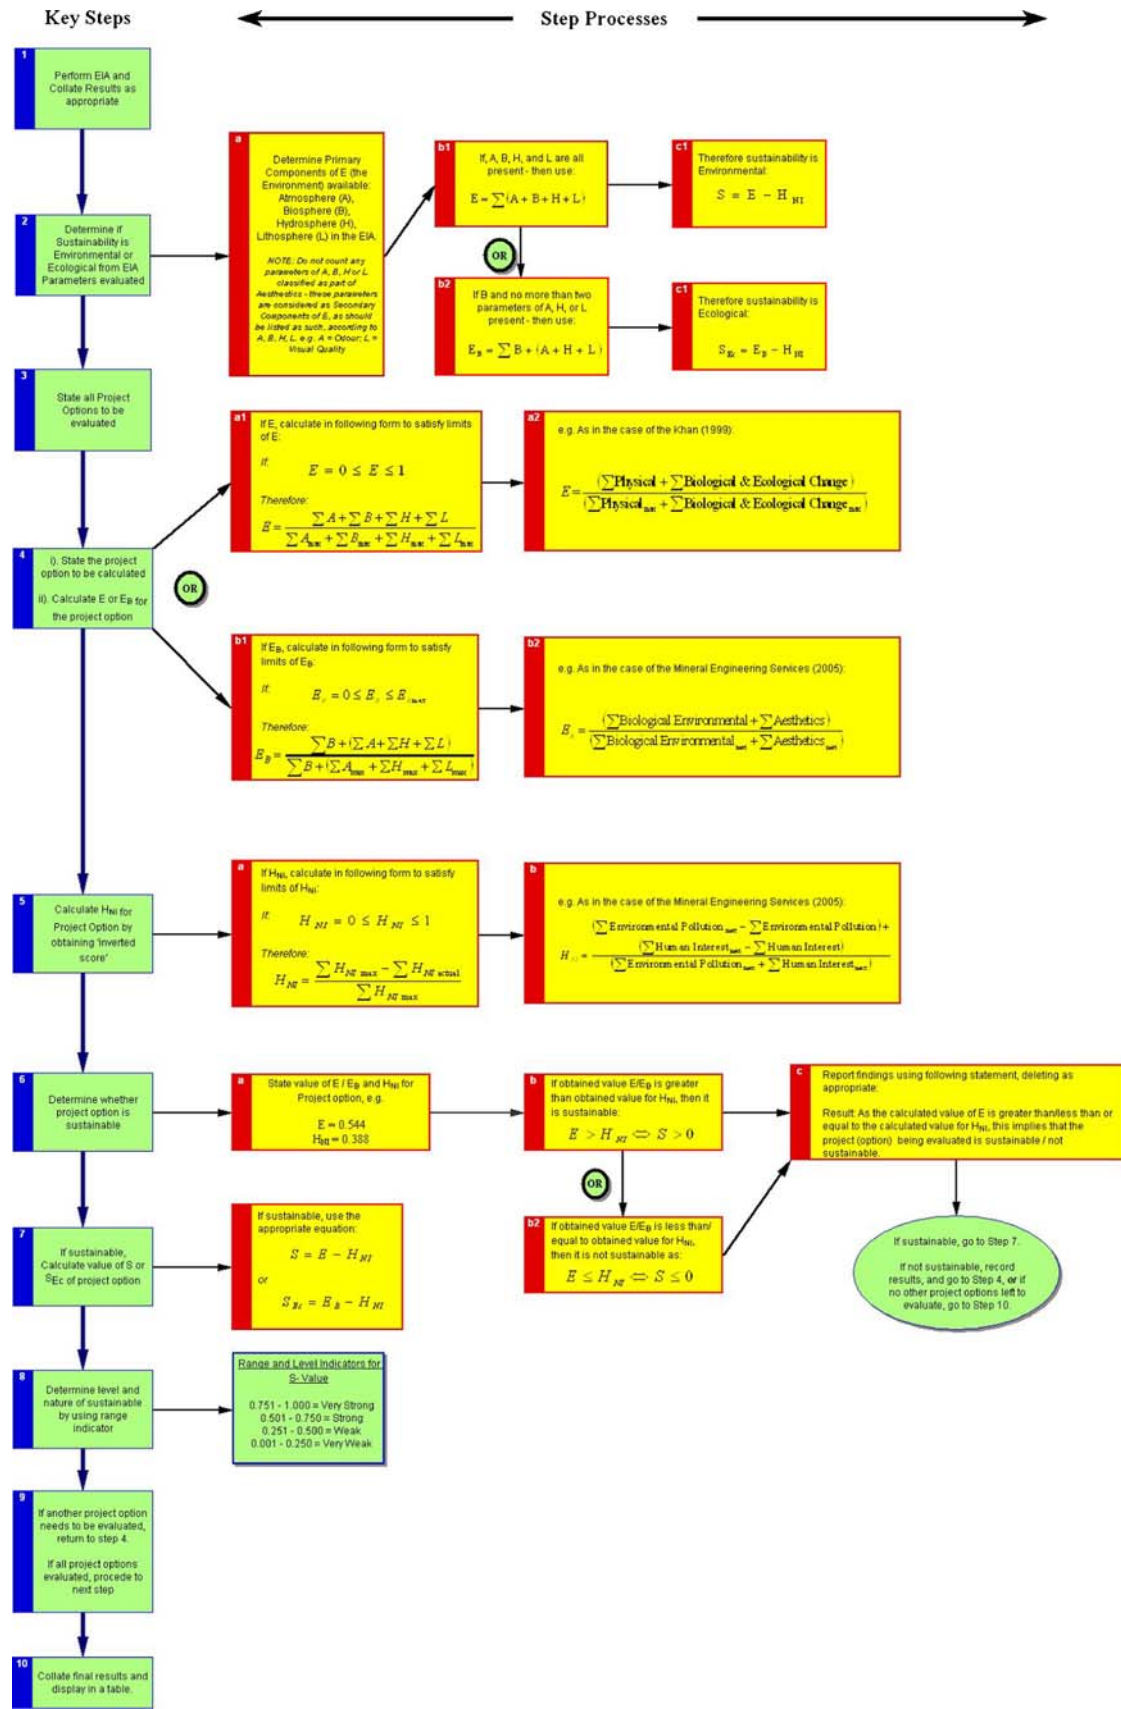 Key Steps
Step Processes
1
Perform EIA and
Collate Results as
appropriate
2
Determine if
Sustainability is
Environmental or
Ecological from EIA
Parameters evaluated
a
Determine Primary
Components of E (the
Environment) available:
Atmosphere (A),
Biosphere (B),
Hydrosphere (H),
Lithosphere (L) in the EIA.
NOTE: Do not count any
parameters of A, B, H or L
classified as part of
Aesthestics - these parameters
are considered as Secondary
Components of E, as should
be listed as such, according to
A, B, H, L. e.g. A = Odour; L =
Visual Quality
b1
If, A, B, H, and L are all
present - then use:
E = ∑(A + B + H + L)
c1
Therefore sustainability is
Environmental:
S = E − H_NI
OR
b2
If B and no more than two
parameters of A, H, or L
present - then use:
E_B = ∑ B + (A + H + L)
c1
Therefore sustainability is
Ecological:
S_Ec = E_B − H_NI
3
State all Project
Options to be
evaluated
4
i). State the project
option to be calculated
ii). Calculate E or E_B for
the project option
OR
a1
If E, calculate in following form to satisfy limits
of E:
If:
E = 0 ≤ E ≤ 1
Therefore:
E = (∑A + ∑B + ∑H + ∑L) / (∑A_max + ∑B_max + ∑H_max + ∑L_max)
a2
e.g. As in the case of the Khan (1999):
E = (∑Physical + ∑Biological & Ecological Change) / (∑Physical_max + ∑Biological & Ecological Change_max)
b1
If E_B, calculate in following form to satisfy
limits of E_B:
If:
E_c = 0 ≤ E_c ≤ E_cmax
Therefore:
E_B = (∑B + (∑A + ∑H + ∑L)) / (∑B + (∑A_max + ∑H_max + ∑L_max))
b2
e.g. As in the case of the Mineral Engineering Services (2005):
(∑Biological Environmental + ∑Aesthetics) / (∑Biological Environmental_max + ∑Aesthetics_max)
5
Calculate H_NI for
Project Option by
obtaining 'inverted
score'
a
If H_NI, calculate in following form to satisfy
limits of H_NI:
If:
H_NI = 0 ≤ H_NI ≤ 1
Therefore:
H_NI = (∑H_NI max − ∑H_NI actual) / ∑H_NI max
b
e.g. As in the case of the Mineral Engineering Services (2005):
(∑Environmental Pollution_max − ∑Environmental Pollution) +
(∑Human Interest_max − ∑Human Interest)
H_NI =
(∑Environmental Pollution_max + ∑Human Interest_max)
6
Determine whether
project option is
sustainable
a
State value of E / E_B and H_NI for
Project option, e.g.
E = 0.544
H_NI = 0.388
b
If obtained value E/E_B is greater
than obtained value for H_NI, then it
is sustainable:
E > H_NI ⇔ S > 0
OR
b2
If obtained value E/E_B is less than/
equal to obtained value for H_NI,
then it is not sustainable as:
E ≤ H_NI ⇔ S ≤ 0
c
Report findings using following statement, deleting as
appropriate:
Result: As the calculated value of E is greater than/less than or
equal to the calculated value for H_NI, this implies that the
project (option) being evaluated is sustainable / not
sustainable.
If sustainable, go to Step 7.
If not sustainable, record
results, and go to Step 4, or if
no other project options left to
evaluate, go to Step 10.
7
If sustainable,
Calculate value of S or
S_Ec of project option
If sustainable, use the
appropriate equation:
S = E − H_NI
or
S_Ec = E_B − H_NI
8
Determine level and
nature of sustainable
by using range
indicator
Range and Level Indicators for
S- Value
0.751 - 1.000 = Very Strong
0.501 - 0.750 = Strong
0.251 - 0.500 = Weak
0.001 - 0.250 = Very Weak
9
If another project option
needs to be evaluated,
return to step 4.
If all project options
evaluated, procede to
next step
10
Collate final results and
display in a table.